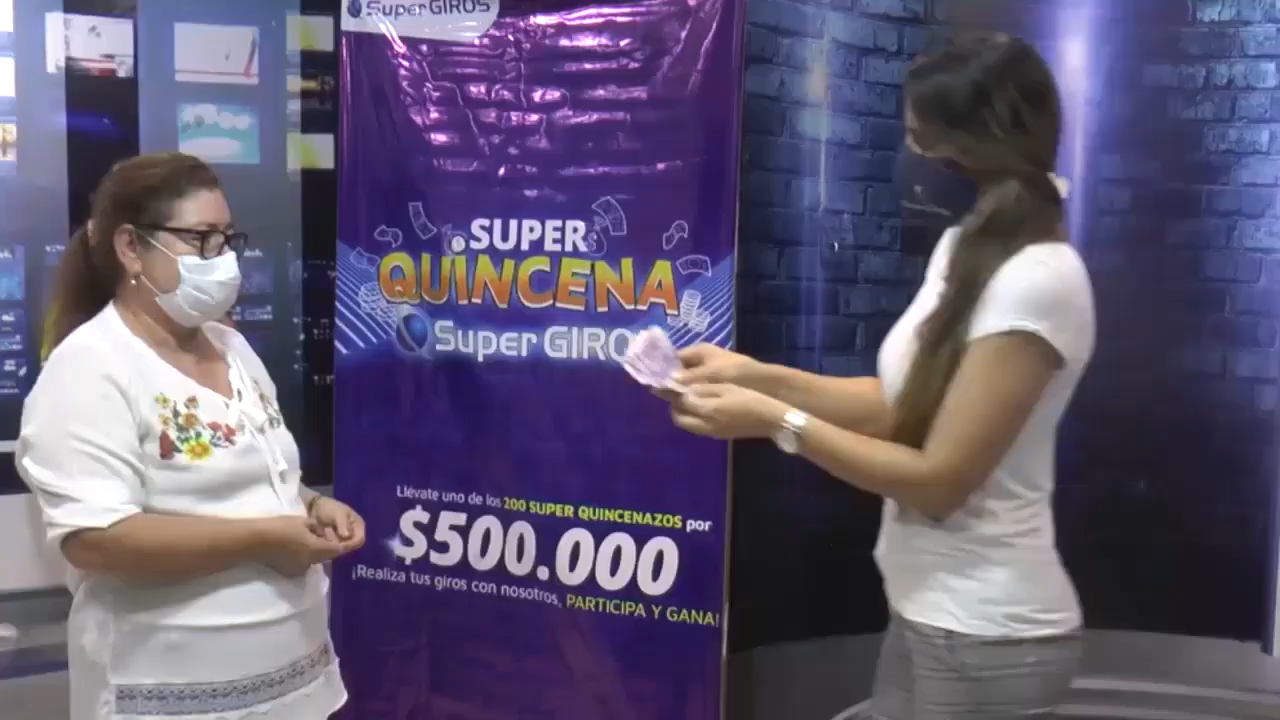 SuperGIROS
SUPER
QUINCENA
SuperGIRO
Llévate uno de los 200 SUPER QUINCENAZOS por
$500.000
¡Realiza tus giros con nosotros, PARTICIPA Y GANA!